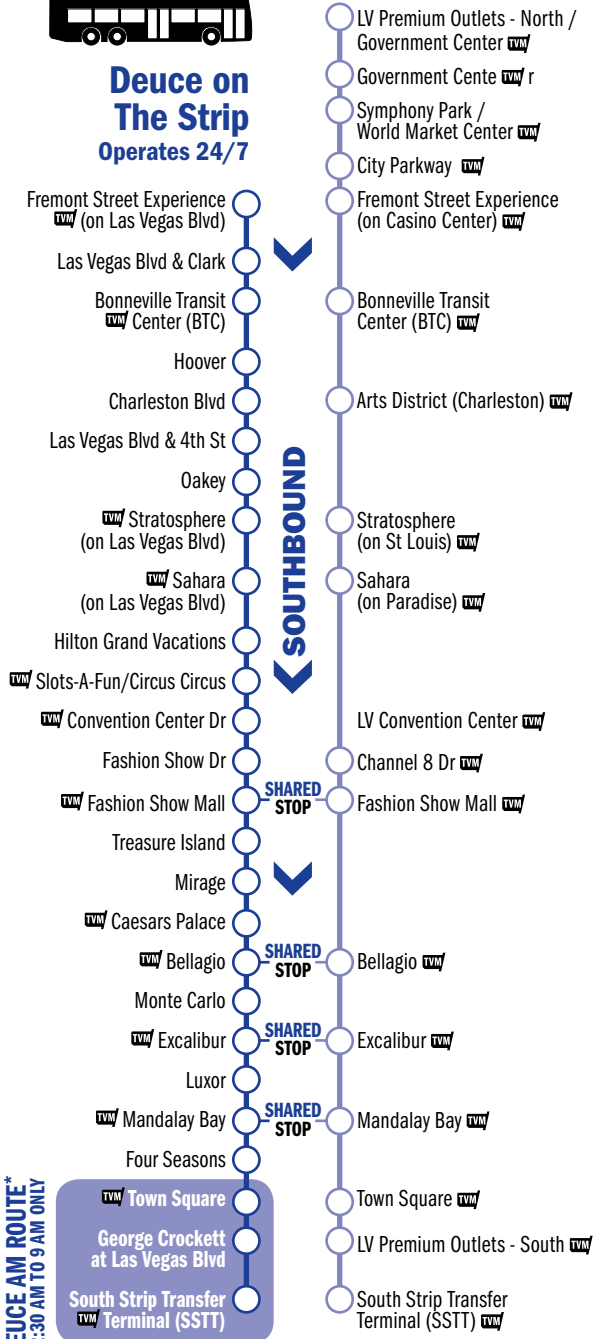 Deuce on
The Strip
Operates 24/7
Fremont Street Experience
TVM (on Las Vegas Blvd)
Las Vegas Blvd & Clark
Bonneville Transit
TVM Center (BTC)
Hoover
Charleston Blvd
Las Vegas Blvd & 4th St
Oakey
TVM Stratosphere
(on Las Vegas Blvd)
TVM Sahara
(on Las Vegas Blvd)
Hilton Grand Vacations
TVM Slots-A-Fun/Circus Circus
TVM Convention Center Dr
Fashion Show Dr
TVM Fashion Show Mall
Treasure Island
Mirage
TVM Caesars Palace
TVM Bellagio
Monte Carlo
TVM Excalibur
Luxor
TVM Mandalay Bay
Four Seasons
TVM Town Square
George Crockett
at Las Vegas Blvd
South Strip Transfer
TVM Terminal (SSTT)
AM ROUTE*
AM TO 9 AM ONLY
SOUTHBOUND
SHARED
STOP
SHARED
STOP
SHARED
STOP
SHARED
STOP
LV Premium Outlets - North /
Government Center TVM
Government Cente TVM r
Symphony Park /
World Market Center TVM
City Parkway TVM
Fremont Street Experience
(on Casino Center) TVM
Bonneville Transit
Center (BTC) TVM
Arts District (Charleston) TVM
Stratosphere
(on St Louis) TVM
Sahara
(on Paradise) TVM
LV Convention Center TVM
Channel 8 Dr TVM
Fashion Show Mall TVM
Bellagio TVM
Excalibur TVM
Mandalay Bay TVM
Town Square TVM
LV Premium Outlets - South TVM
South Strip Transfer
Terminal (SSTT) TVM